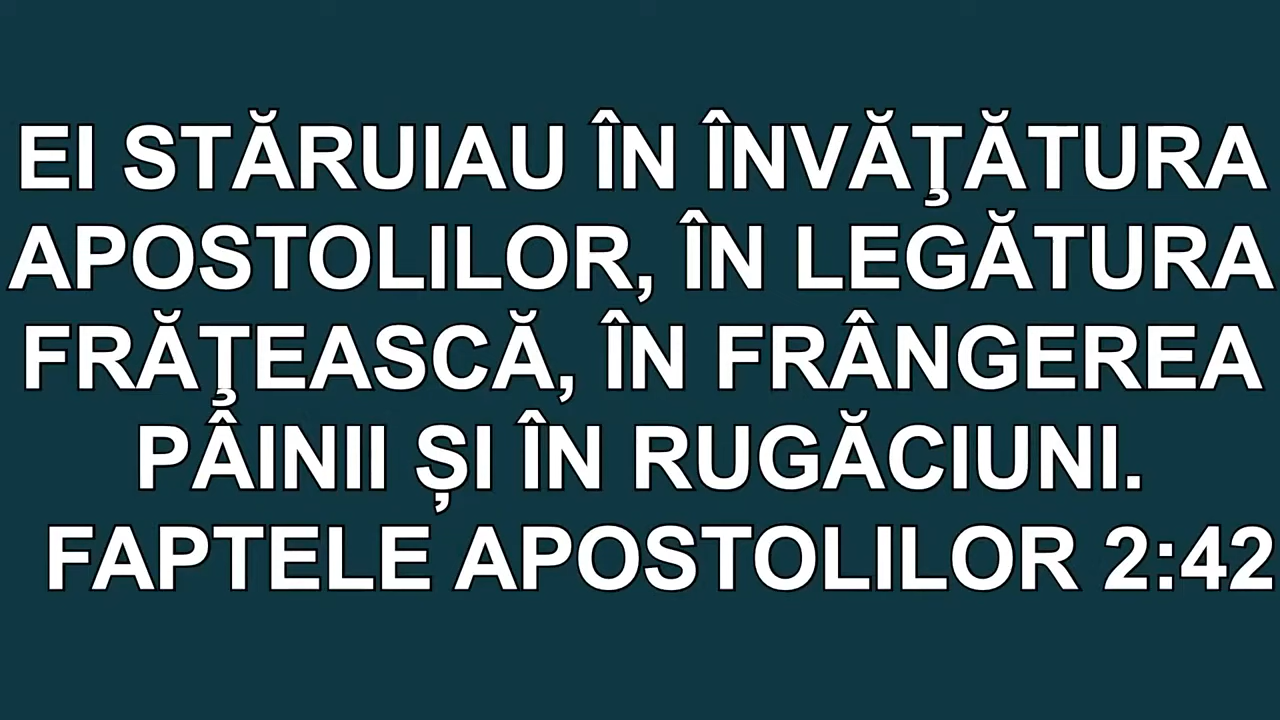 EI STĂRUIAU ÎN ÎNVĂŢĂTURA
APOSTOLILOR, ÎN LEGĂTURA
FRĂŢEASCĂ, ÎN FRÂNGEREA
PÂINII ȘI ÎN RUGĂCIUNI.
FAPTELE APOSTOLILOR 2:42